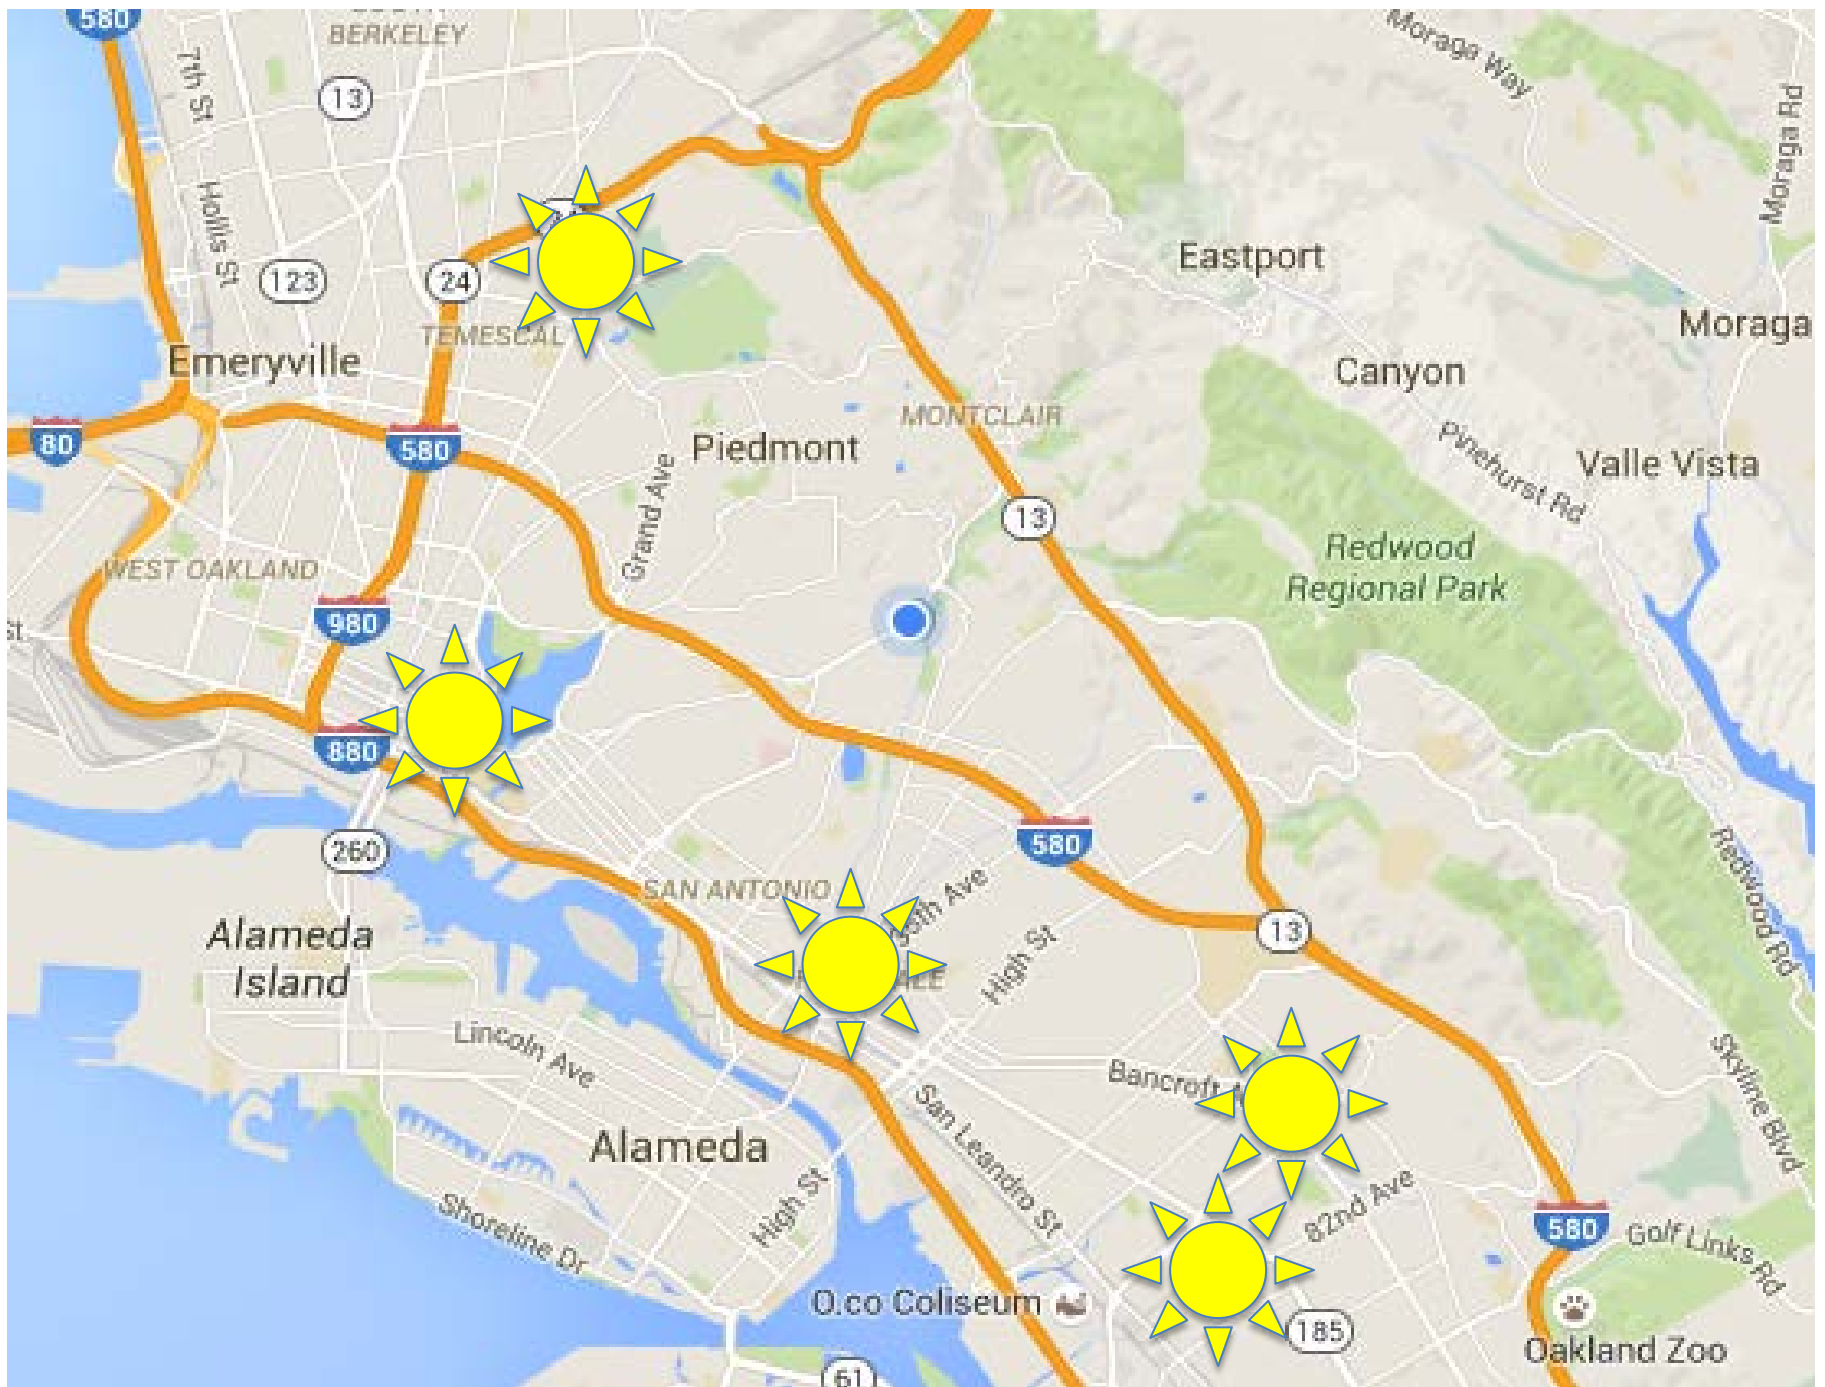 580
BERKELEY
Moraga Way
7th St
13
Moraga Rd
Hollis St
Eastport
123
24
Moraga
TEMESCAL
Emeryville
Canyon
MONTCLAIR
80
580
Piedmont
Pinehurst Rd
Valle Vista
Grand Ave
13
Redwood
Regional Park
WEST OAKLAND
980
St
880
580
260
SAN ANTONIO
Redwood Rd
35th Ave
Alameda
Island
13
High St
Lincoln Ave
Skyline Blvd
Bancroft
San Leandro St
Alameda
High St
82nd Ave
Shoreline Dr
580
Golf Links Rd
O.co Coliseum
185
Oakland Zoo
61